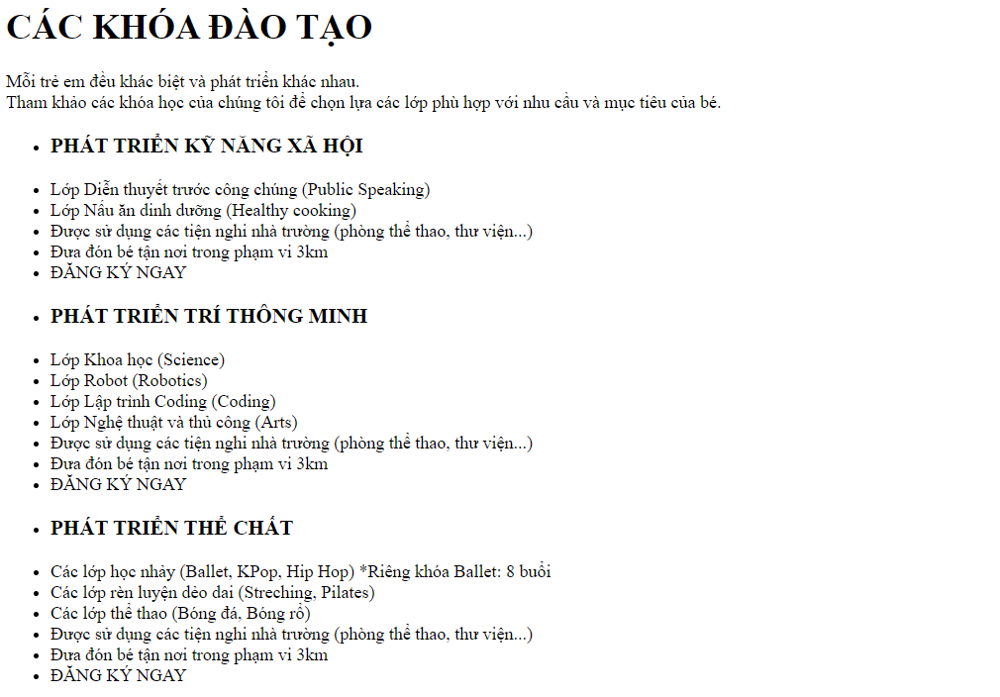 CÁC KHÓA ĐÀO TẠO
Mỗi trẻ em đều khác biệt và phát triển khác nhau.
Tham khảo các khóa học của chúng tôi để chọn lựa các lớp phù hợp với nhu cầu và mục tiêu của bé.
PHÁT TRIỂN KỸ NĂNG XÃ HỘI
Lớp Diễn thuyết trước công chúng (Public Speaking)
Lớp Nấu ăn dinh dưỡng (Healthy cooking)
Được sử dụng các tiện nghi nhà trường (phòng thể thao, thư viện...)
Đưa đón bé tận nơi trong phạm vi 3km
ĐĂNG KÝ NGAY
PHÁT TRIỂN TRÍ THÔNG MINH
Lớp Khoa học (Science)
Lớp Robot (Robotics)
Lớp Lập trình Coding (Coding)
Lớp Nghệ thuật và thủ công (Arts)
Được sử dụng các tiện nghi nhà trường (phòng thể thao, thư viện...)
Đưa đón bé tận nơi trong phạm vi 3km
ĐĂNG KÝ NGAY
PHÁT TRIỂN THỂ CHẤT
Các lớp học nhảy (Ballet, KPop, Hip Hop) *Riêng khóa Ballet: 8 buổi
Các lớp rèn luyện dẻo dai (Streching, Pilates)
Các lớp thể thao (Bóng đá, Bóng rổ)
Được sử dụng các tiện nghi nhà trường (phòng thể thao, thư viện...)
Đưa đón bé tận nơi trong phạm vi 3km
ĐĂNG KÝ NGAY